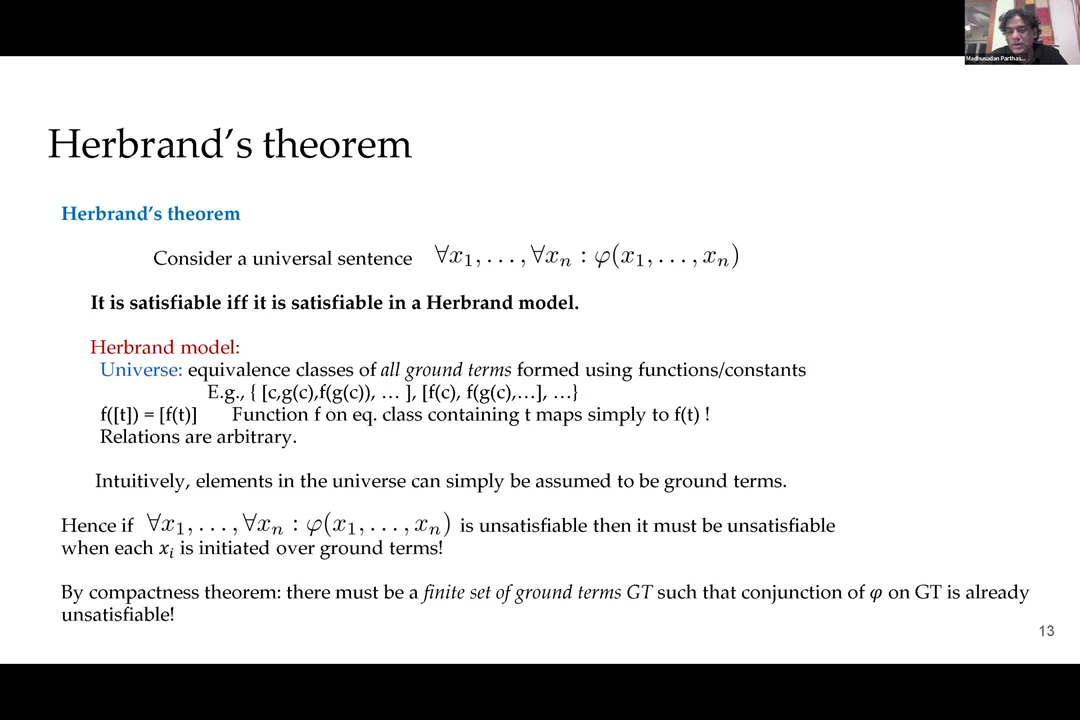 Madhusudan Parthas...
Herbrand's theorem
Herbrand's theorem
Consider a universal sentence ∀x₁, . . . , ∀xₙ : φ(x₁, . . . , xₙ)
It is satisfiable iff it is satisfiable in a Herbrand model.
Herbrand model:
Universe: equivalence classes of all ground terms formed using functions/constants
E.g., { [c,g(c),f(g(c)), … ], [f(c), f(g(c),…], …}
f([t]) = [f(t)] Function f on eq. class containing t maps simply to f(t) !
Relations are arbitrary.
Intuitively, elements in the universe can simply be assumed to be ground terms.
Hence if ∀x₁, . . . , ∀xₙ : φ(x₁, . . . , xₙ) is unsatisfiable then it must be unsatisfiable
when each xᵢ is initiated over ground terms!
By compactness theorem: there must be a finite set of ground terms GT such that conjunction of φ on GT is already
unsatisfiable!
13